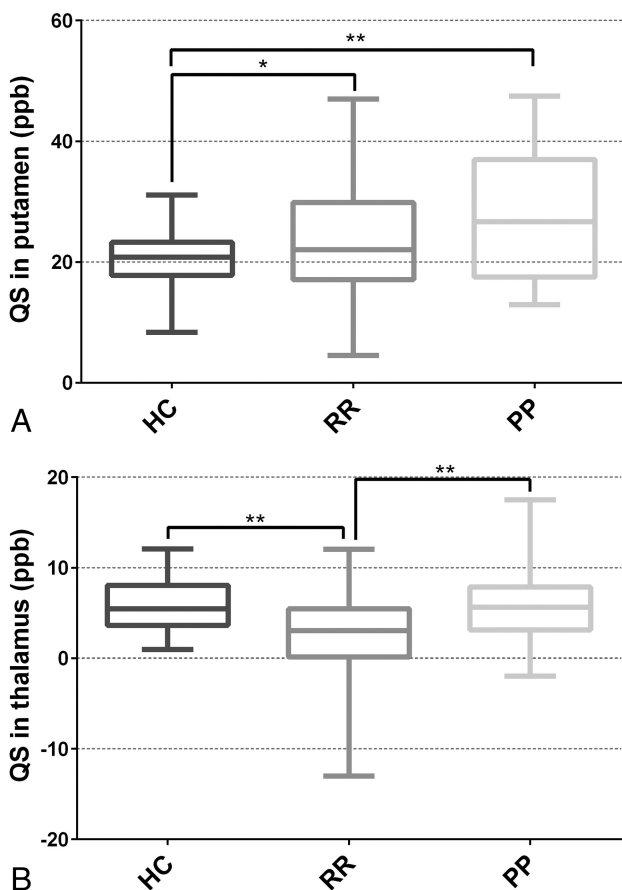 60
**
*
40
20
0
QS in putamen (ppb)
HC RR PP
A
20
**
**
10
0
-10
-20
QS in thalamus (ppb)
HC RR PP
B